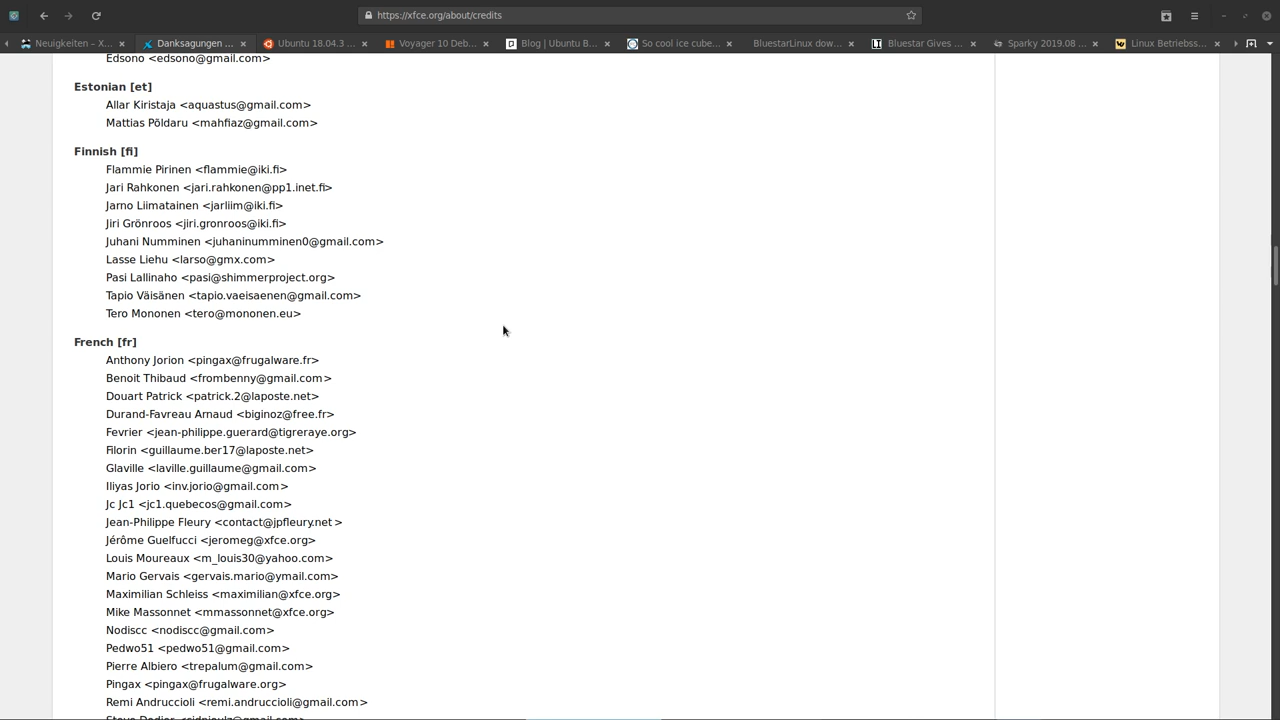 https://xfce.org/about/credits
Neuigkeiten – X...
Danksagungen ...
Ubuntu 18.04.3 ...
Voyager 10 Deb...
Blog | Ubuntu B...
So cool ice cube...
BluestarLinux dow...
Bluestar Gives ...
Sparky 2019.08 ...
Linux Betriebss...
Edsono <edsono@gmail.com>
Estonian [et]
Allar Kiristaja <aquastus@gmail.com>
Mattias Põldaru <mahfiaz@gmail.com>
Finnish [fi]
Flammie Pirinen <flammie@iki.fi>
Jari Rahkonen <jari.rahkonen@pp1.inet.fi>
Jarno Liimatainen <jarliim@iki.fi>
Jiri Grönroos <jiri.gronroos@iki.fi>
Juhani Numminen <juhaninumminen0@gmail.com>
Lasse Liehu <larso@gmx.com>
Pasi Lallinaho <pasi@shimmerproject.org>
Tapio Väisänen <tapio.vaeisaenen@gmail.com>
Tero Mononen <tero@mononen.eu>
French [fr]
Anthony Jorion <pingax@frugalware.fr>
Benoit Thibaud <frombenny@gmail.com>
Douart Patrick <patrick.2@laposte.net>
Durand-Favreau Arnaud <biginoz@free.fr>
Fevrier <jean-philippe.guerard@tigreraye.org>
Filorin <guillaume.ber17@laposte.net>
Glaville <laville.guillaume@gmail.com>
Iliyas Jorio <inv.jorio@gmail.com>
Jc Jc1 <jc1.quebecos@gmail.com>
Jean-Philippe Fleury <contact@jpfleury.net >
Jérôme Guelfucci <jeromeg@xfce.org>
Louis Moureaux <m_louis30@yahoo.com>
Mario Gervais <gervais.mario@ymail.com>
Maximilian Schleiss <maximilian@xfce.org>
Mike Massonnet <mmassonnet@xfce.org>
Nodiscc <nodiscc@gmail.com>
Pedwo51 <pedwo51@gmail.com>
Pierre Albiero <trepalum@gmail.com>
Pingax <pingax@frugalware.org>
Remi Andruccioli <remi.andruccioli@gmail.com>